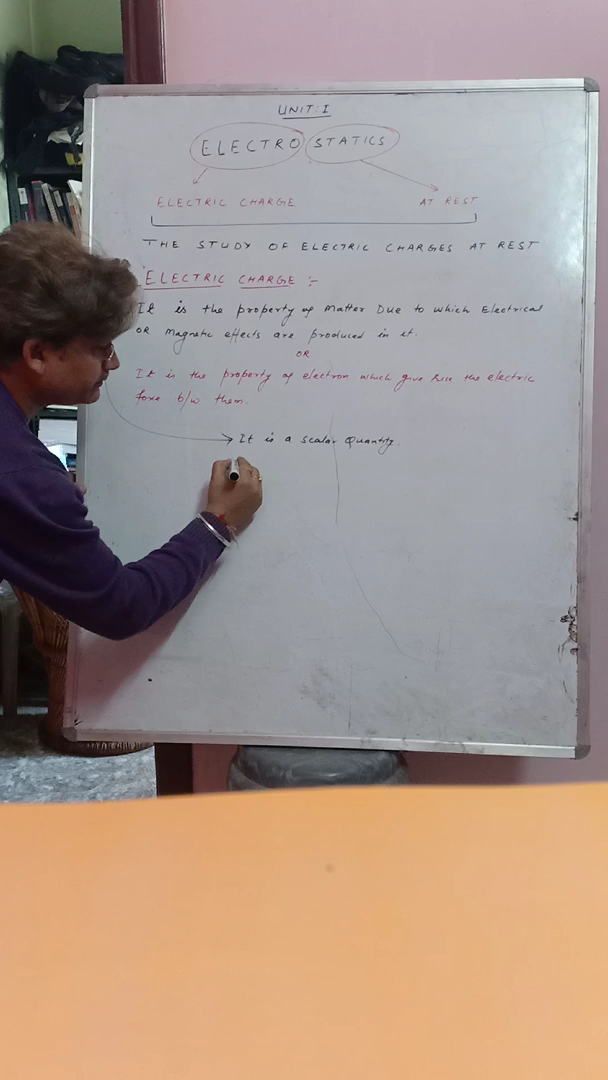 UNIT: I
ELECTRO STATICS
ELECTRIC CHARGE AT REST
THE STUDY OF ELECTRIC CHARGES AT REST
ELECTRIC CHARGE :-
It is the property of Matter Due to which Electrical
OR Magnetic effects are produced in it.
OR
It is the property of electron which give rise the electric
force b/w them.
It is a scalar Quantity.